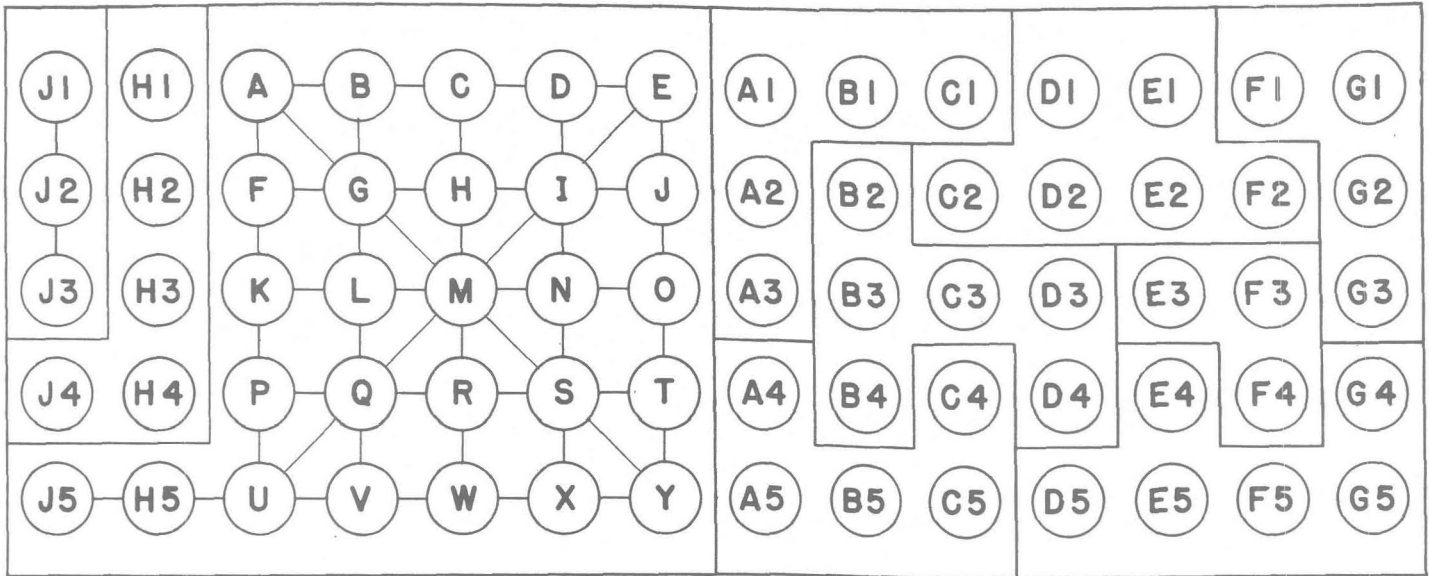 J1 H1 A B C D E A1 B1 C1 D1 E1 F1 G1
J2 H2 F G H I J A2 B2 C2 D2 E2 F2 G2
J3 H3 K L M N O A3 B3 C3 D3 E3 F3 G3
J4 H4 P Q R S T A4 B4 C4 D4 E4 F4 G4
J5 H5 U V W X Y A5 B5 C5 D5 E5 F5 G5